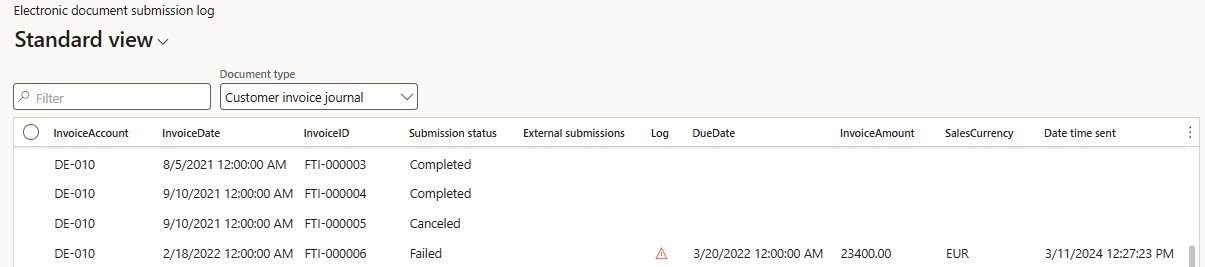 Electronic document submission log
Standard view
Document type
Filter
Customer invoice journal
InvoiceAccount InvoiceDate InvoiceID Submission status External submissions Log DueDate InvoiceAmount SalesCurrency Date time sent
DE-010 8/5/2021 12:00:00 AM FTI-000003 Completed
DE-010 9/10/2021 12:00:00 AM FTI-000004 Completed
DE-010 9/10/2021 12:00:00 AM FTI-000005 Canceled
DE-010 2/18/2022 12:00:00 AM FTI-000006 Failed 3/20/2022 12:00:00 AM 23400.00 EUR 3/11/2024 12:27:23 PM